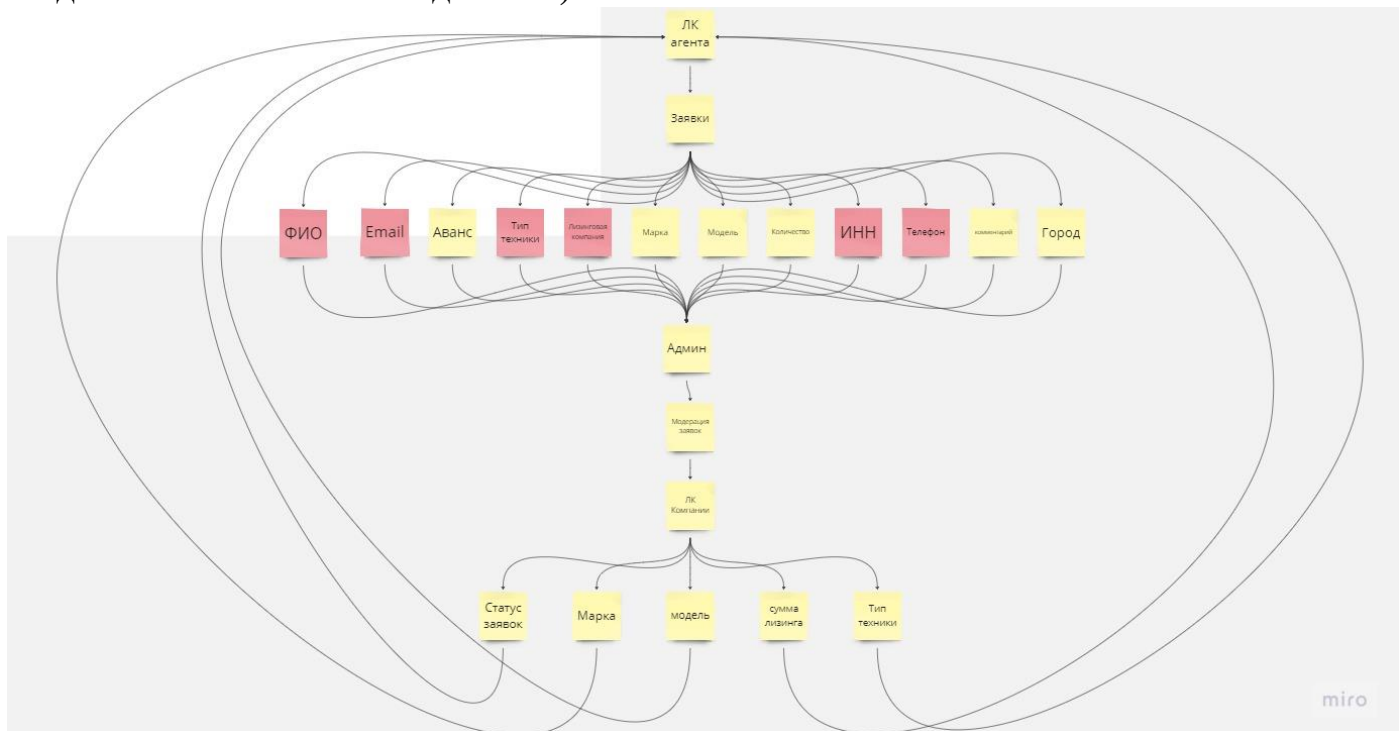 ЛК
агента
Заявки
ФИО
Email
Аванс
Тип
техники
Лизинговая
компания
Марка
Модель
Количество
ИНН
Телефон
комментарий
Город
Админ
Модерация
заявок
ЛК
Компании
Статус
заявок
Марка
модель
сумма
лизинга
Тип
техники
miro